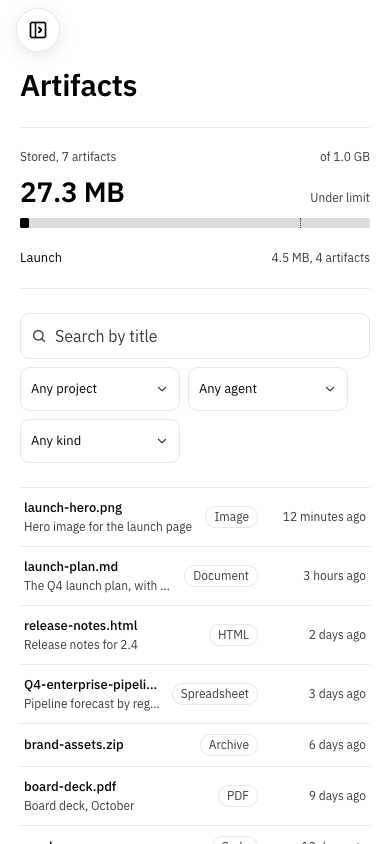 Artifacts
Stored, 7 artifacts
of 1.0 GB
27.3 MB
Under limit
Launch
4.5 MB, 4 artifacts
Search by title
Any project
Any agent
Any kind
launch-hero.png
Hero image for the launch page
Image
12 minutes ago
launch-plan.md
The Q4 launch plan, with ...
Document
3 hours ago
release-notes.html
Release notes for 2.4
HTML
2 days ago
Q4-enterprise-pipeli...
Pipeline forecast by reg...
Spreadsheet
3 days ago
brand-assets.zip
Archive
6 days ago
board-deck.pdf
Board deck, October
PDF
9 days ago